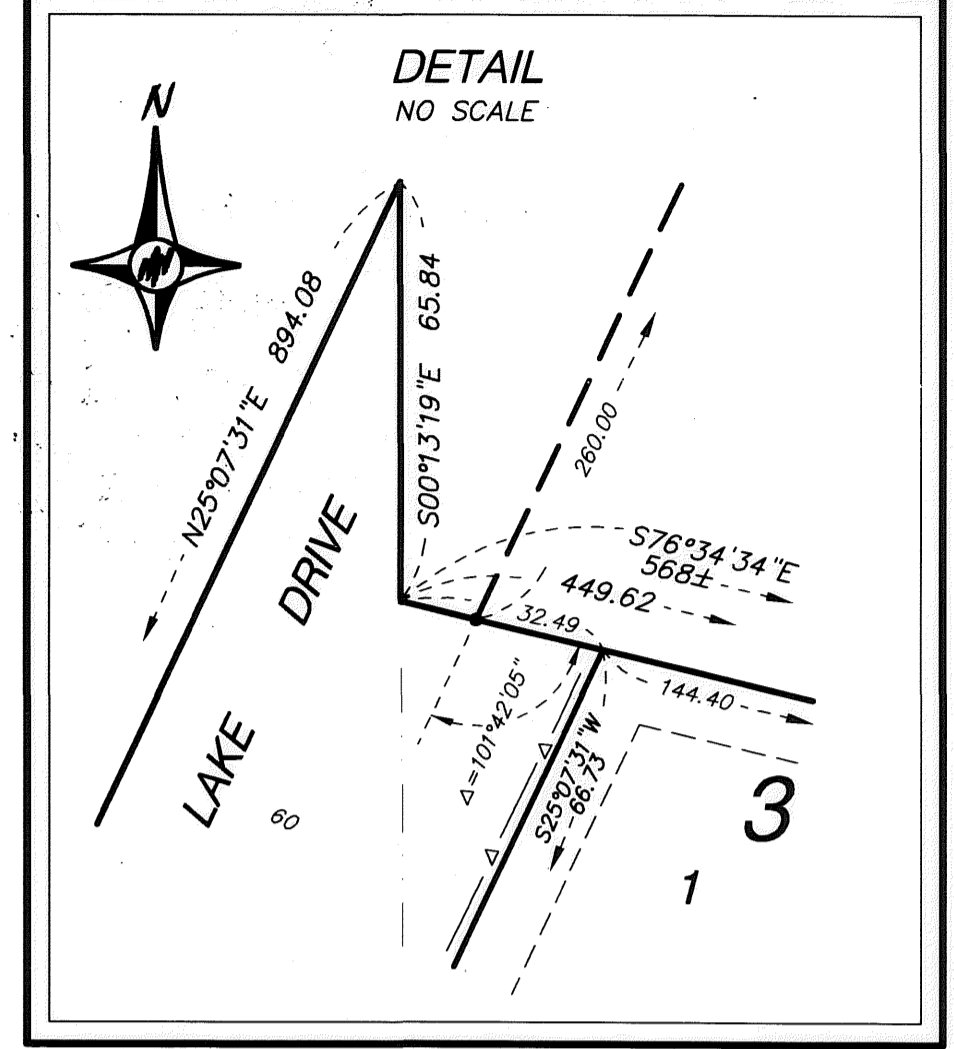 DETAIL
NO SCALE
N
N25°07'31"E 894.08
S00°13'19"E 65.84
260.00
S76°34'34"E
568±
449.62
32.49
144.40
Δ=101°42'05"
S25°07'31"W
66.73
Δ
Δ
LAKE DRIVE
60
3
1